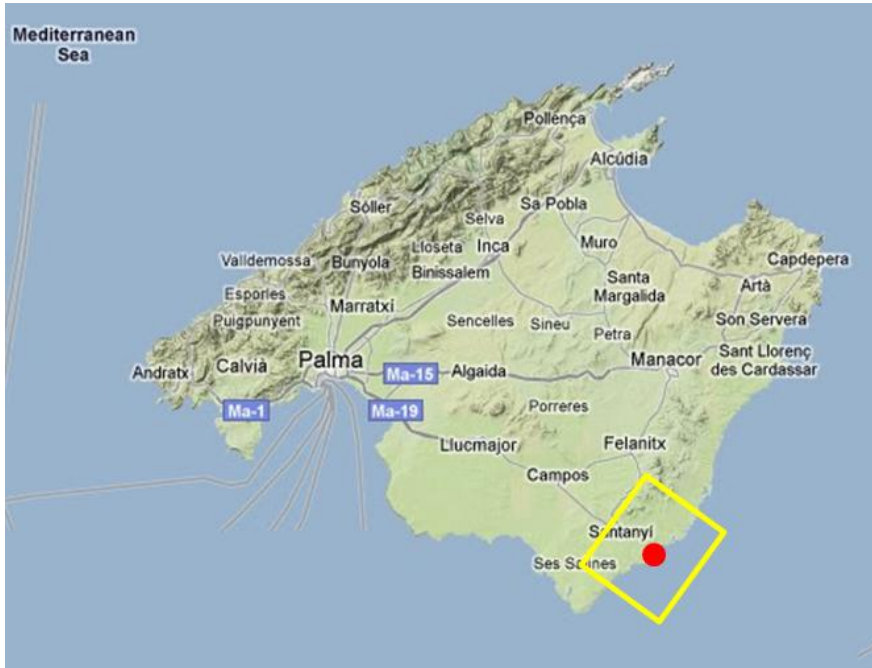 Mediterranean
Sea
Pollença
Alcúdia
Sa Pobla
Sóller
Selva
Muro
Lloseta
Inca
Valldemossa
Bunyola
Binissalem
Capdepera
Santa
Margalida
Artà
Esporles
Marratxí
Puigpunyent
Sencelles
Sineu
Son Servera
Petra
Palma
Manacor
Sant Llorenç
des Cardassar
Calvià
Andratx
Ma-15
Algaida
Ma-1
Ma-19
Porreres
Llucmajor
Felanitx
Campos
Santanyí
Ses Salines